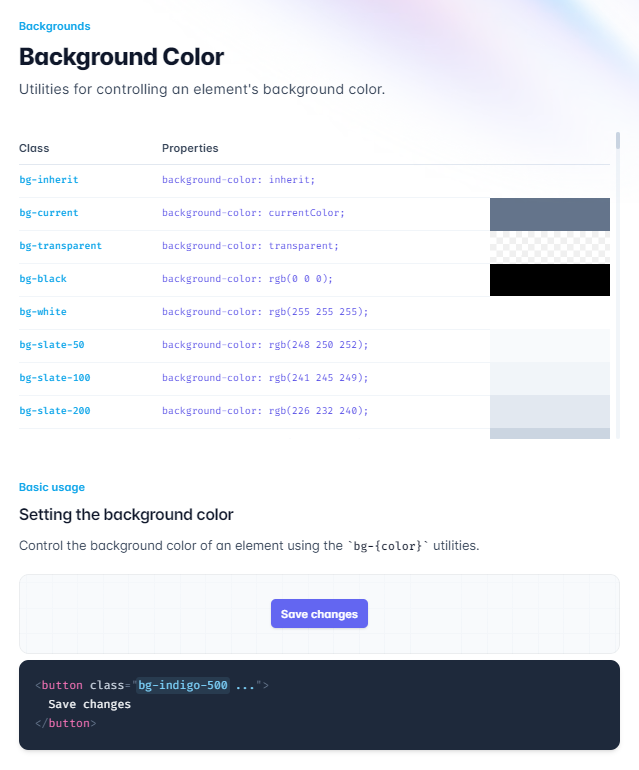 Backgrounds
Background Color
Utilities for controlling an element's background color.
Class Properties
bg-inherit background-color: inherit;
bg-current background-color: currentColor;
bg-transparent background-color: transparent;
bg-black background-color: rgb(0 0 0);
bg-white background-color: rgb(255 255 255);
bg-slate-50 background-color: rgb(248 250 252);
bg-slate-100 background-color: rgb(241 245 249);
bg-slate-200 background-color: rgb(226 232 240);
Basic usage
Setting the background color
Control the background color of an element using the `bg-{color}` utilities.
Save changes
<button class="bg-indigo-500 ...">
Save changes
</button>